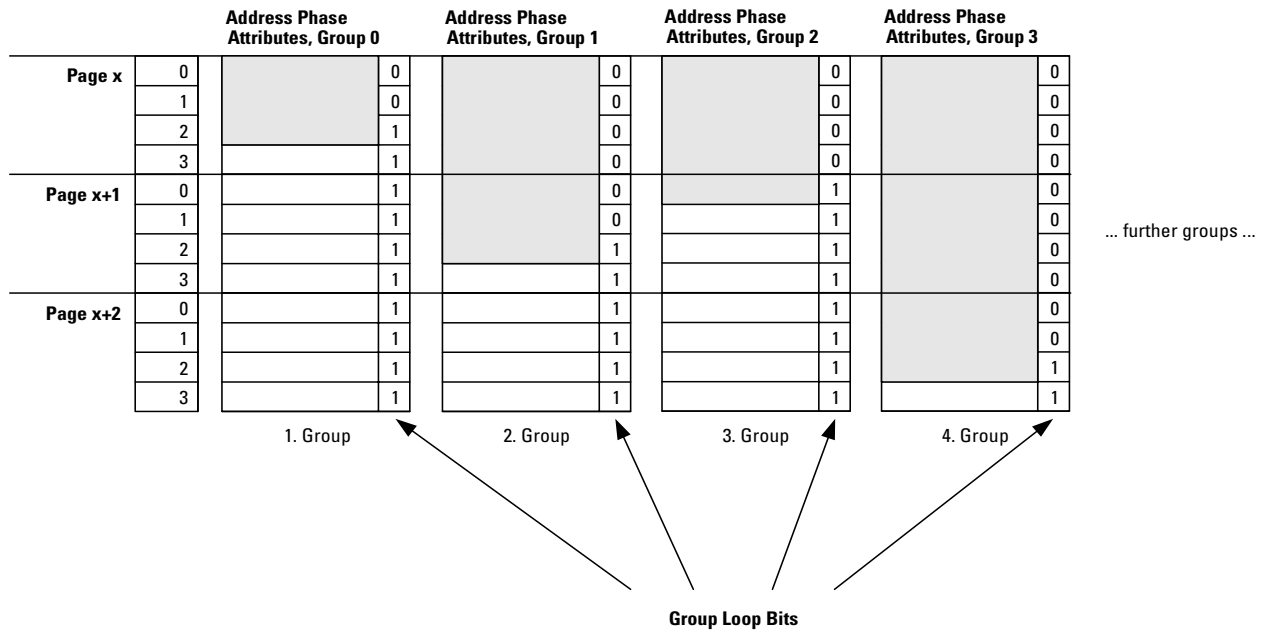 Address Phase
Attributes, Group 0
Address Phase
Attributes, Group 1
Address Phase
Attributes, Group 2
Address Phase
Attributes, Group 3
Page x 0 0 0 0 0
1 0 0 0 0
2 1 0 0 0
3 1 0 0 0
Page x+1 0 1 0 1 0
1 1 0 1 0
2 1 1 1 0
3 1 1 1 0
Page x+2 0 1 1 1 0
1 1 1 1 0
2 1 1 1 1
3 1 1 1 1
... further groups ...
1. Group 2. Group 3. Group 4. Group
Group Loop Bits